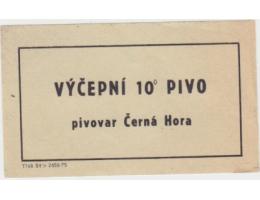 VÝČEPNÍ 10° PIVO
pivovar Černá Hora